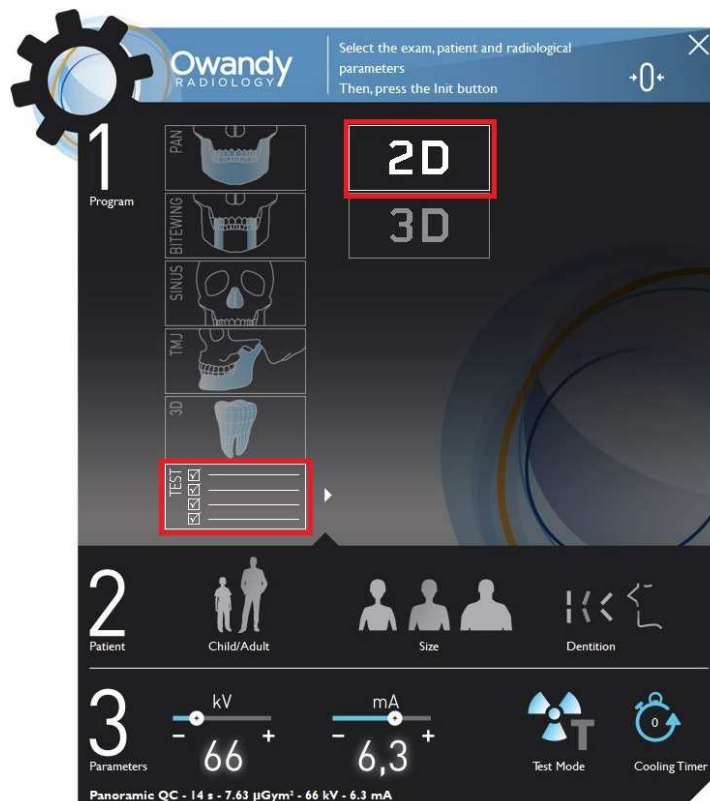 Owandy
RADIOLOGY
Select the exam, patient and radiological
parameters
Then, press the Init button
0
1
Program
PAN
BITEWING
SINUS
TMJ
3D
TEST
2D
3D
2
Patient
Child/Adult
Size
Dentition
3
Parameters
kV
- +
66
mA
- +
6,3
T
Test Mode
0
Cooling Timer
Panoramic QC - 14 s - 7.63 µGym² - 66 kV - 6.3 mA